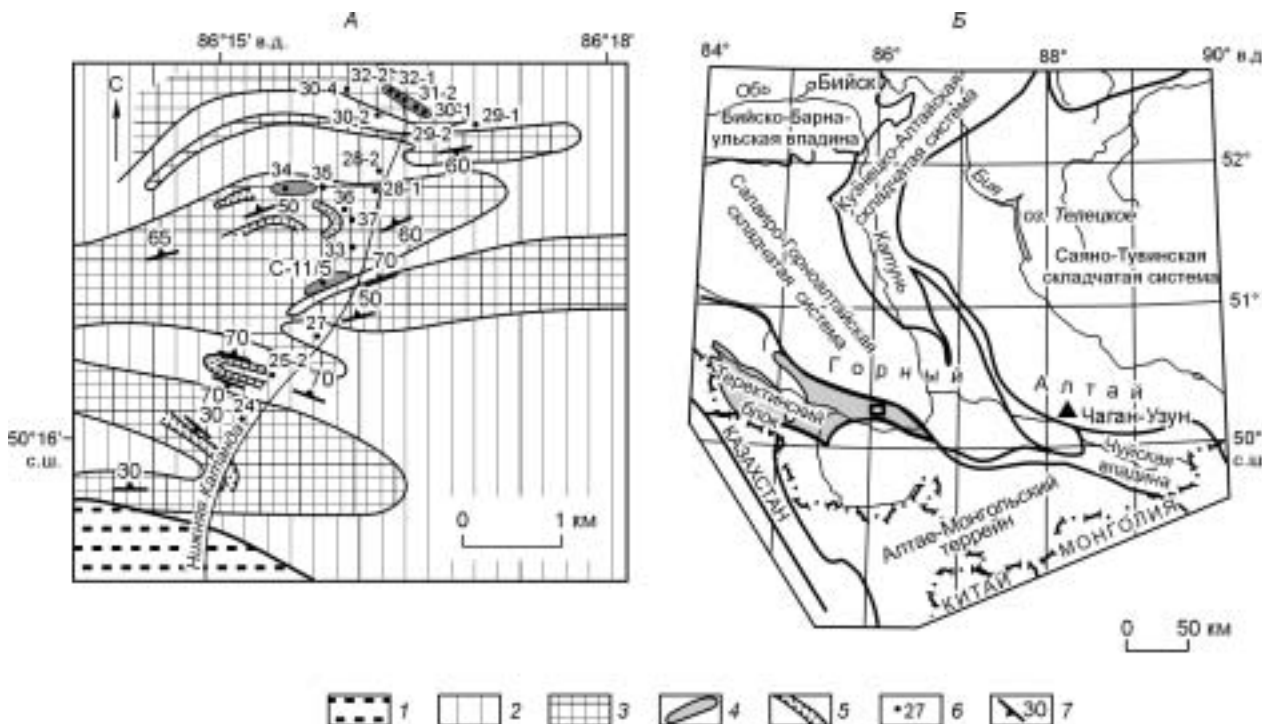 А
86°15' в.д.
86°18'
С
32-2
32-1
31-2
30-4
30-1
30-2
29-1
29-2
60
28-2
34
35
28-1
50
36
37
65
33
60
С-11/5
70
50
27
70
25-2
70
70
30
24
50°16'
с.ш.
30
Нижняя Катанда
0 1 км
Б
84°
86°
88°
90° в.д.
Обь
Бийск
Бийско-Барна-
ульская впадина
Кузнецко-Алтайская
складчатая система
52°
Бия
оз. Телецкое
Салаиро-Горноалтайская
складчатая система
Катунь
Саяно-Тувинская
складчатая система
51°
Горный
Алтай
Теректинский
блок
Чаган-Узун
50°
с.ш.
Чуйская
впадина
КАЗАХСТАН
Алтае-Монгольский
террейн
МОНГОЛИЯ
КИТАЙ
0 50 км
1
2
3
4
5
27 6
30 7